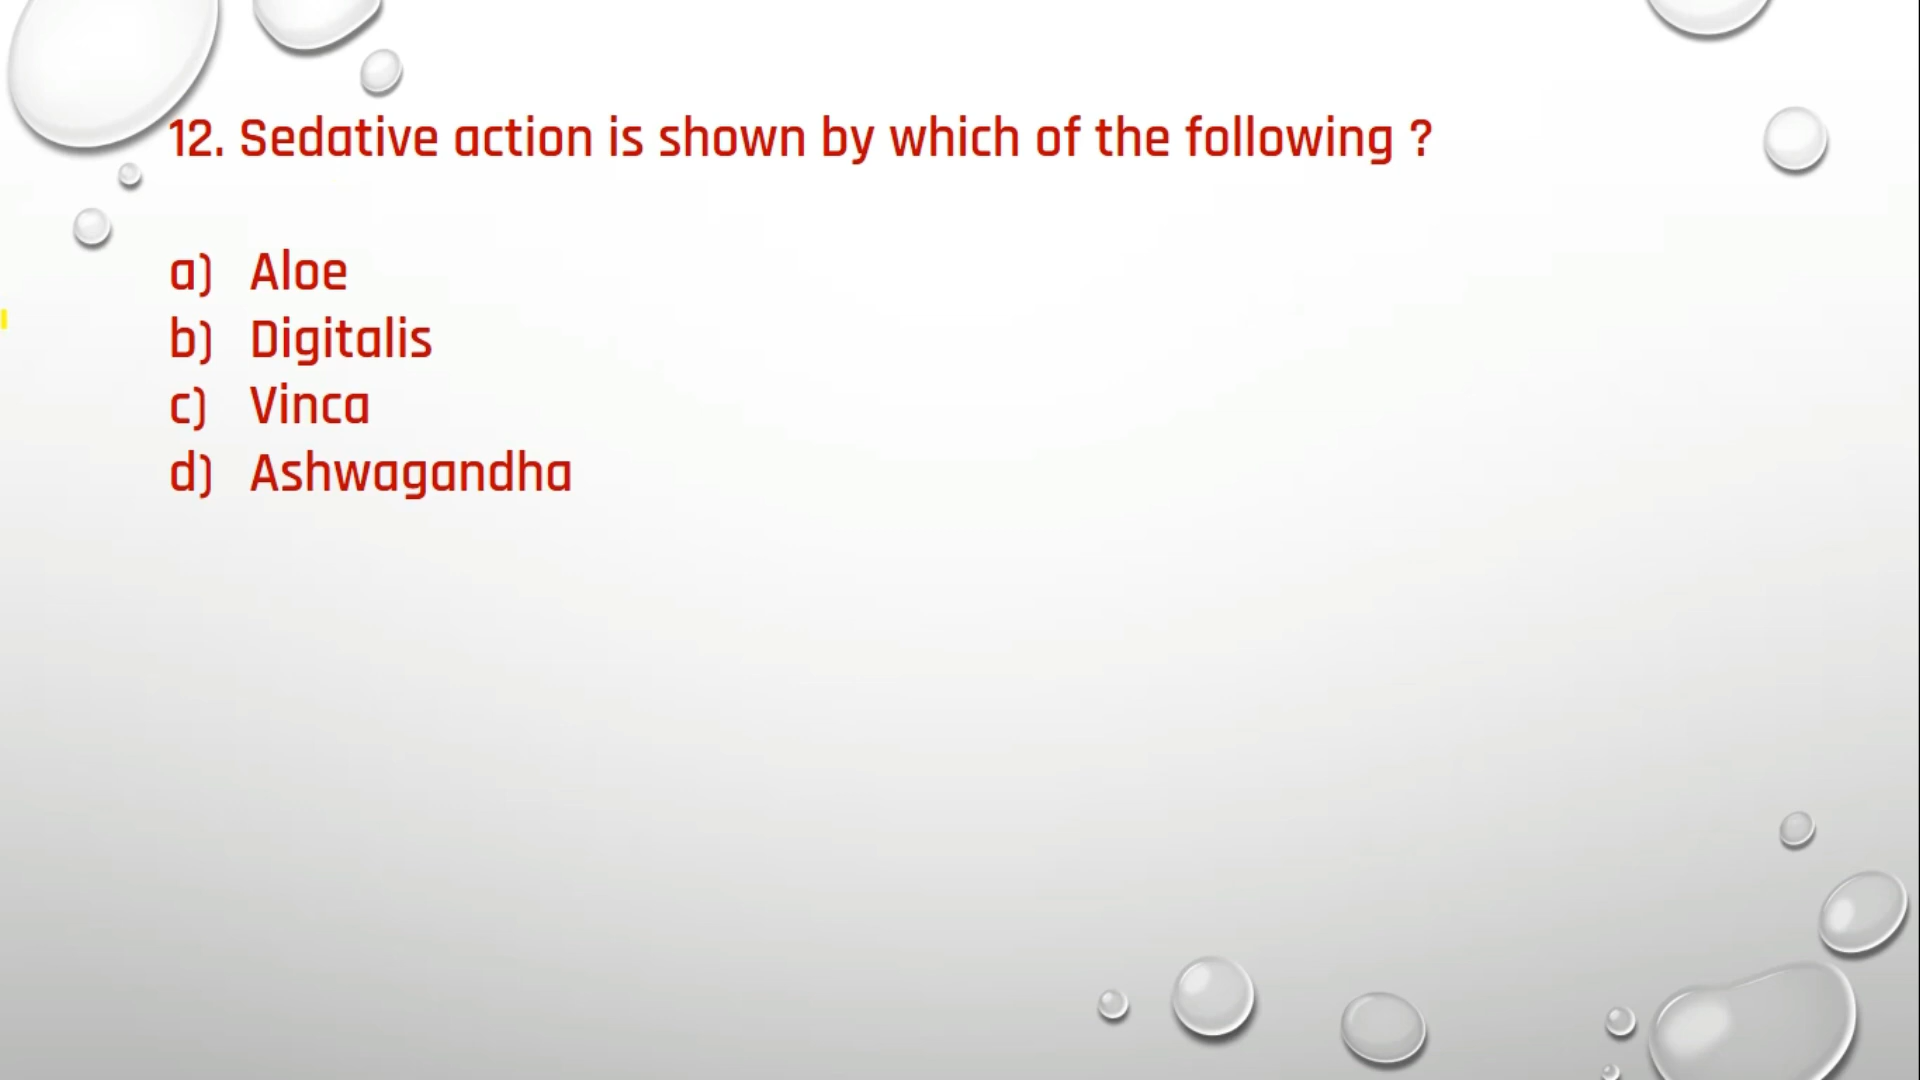 12. Sedative action is shown by which of the following ?
a) Aloe
b) Digitalis
c) Vinca
d) Ashwagandha